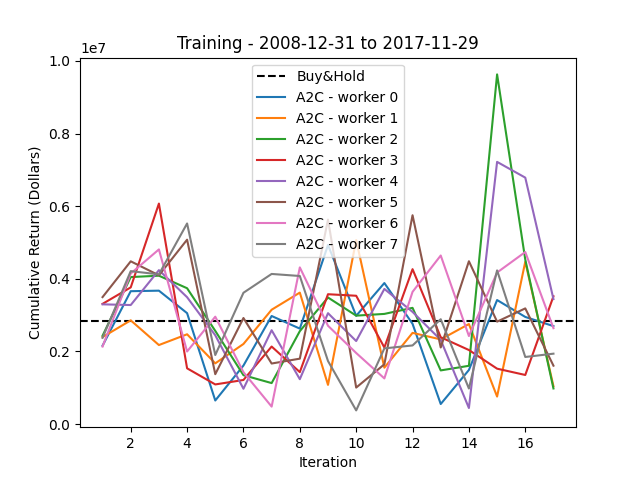 Training - 2008-12-31 to 2017-11-29
1e7
1.0
0.8
0.6
0.4
0.2
0.0
Cumulative Return (Dollars)
Buy&Hold
A2C - worker 0
A2C - worker 1
A2C - worker 2
A2C - worker 3
A2C - worker 4
A2C - worker 5
A2C - worker 6
A2C - worker 7
2 4 6 8 10 12 14 16
Iteration